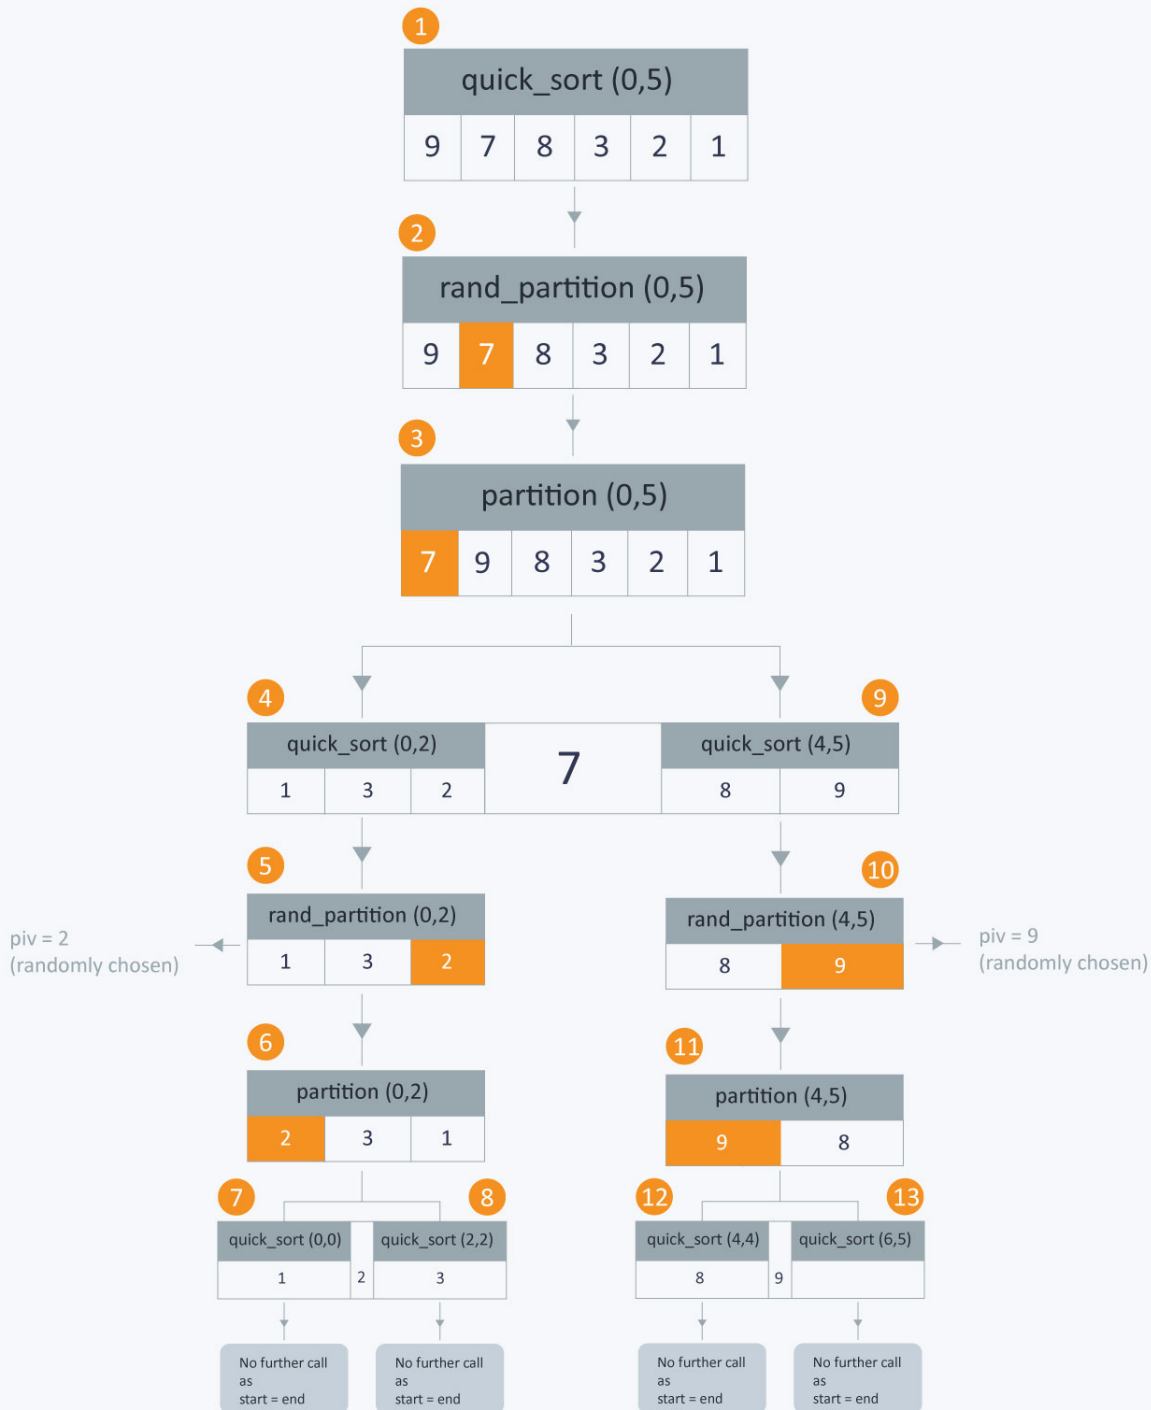 1
quick_sort (0,5)
9 7 8 3 2 1
2
rand_partition (0,5)
9 7 8 3 2 1
3
partition (0,5)
7 9 8 3 2 1
4
quick_sort (0,2)
1 3 2
7
9
quick_sort (4,5)
8 9
5
rand_partition (0,2)
1 3 2
piv = 2
(randomly chosen)
10
rand_partition (4,5)
8 9
piv = 9
(randomly chosen)
6
partition (0,2)
2 3 1
11
partition (4,5)
9 8
7
quick_sort (0,0)
1
2
8
quick_sort (2,2)
3
12
quick_sort (4,4)
8
9
13
quick_sort (6,5)
No further call
as
start = end
No further call
as
start = end
No further call
as
start = end
No further call
as
start = end